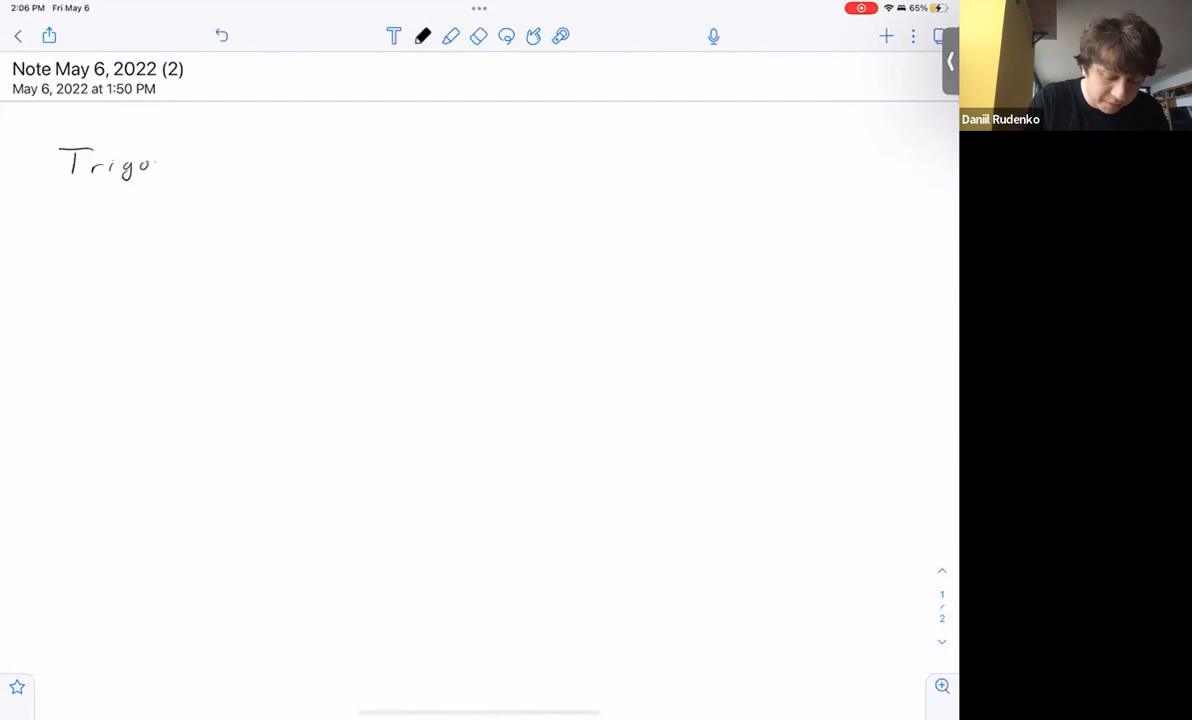 2:06 PM Fri May 6
65%
Note May 6, 2022 (2)
May 6, 2022 at 1:50 PM
Trigo
Daniil Rudenko
1
2